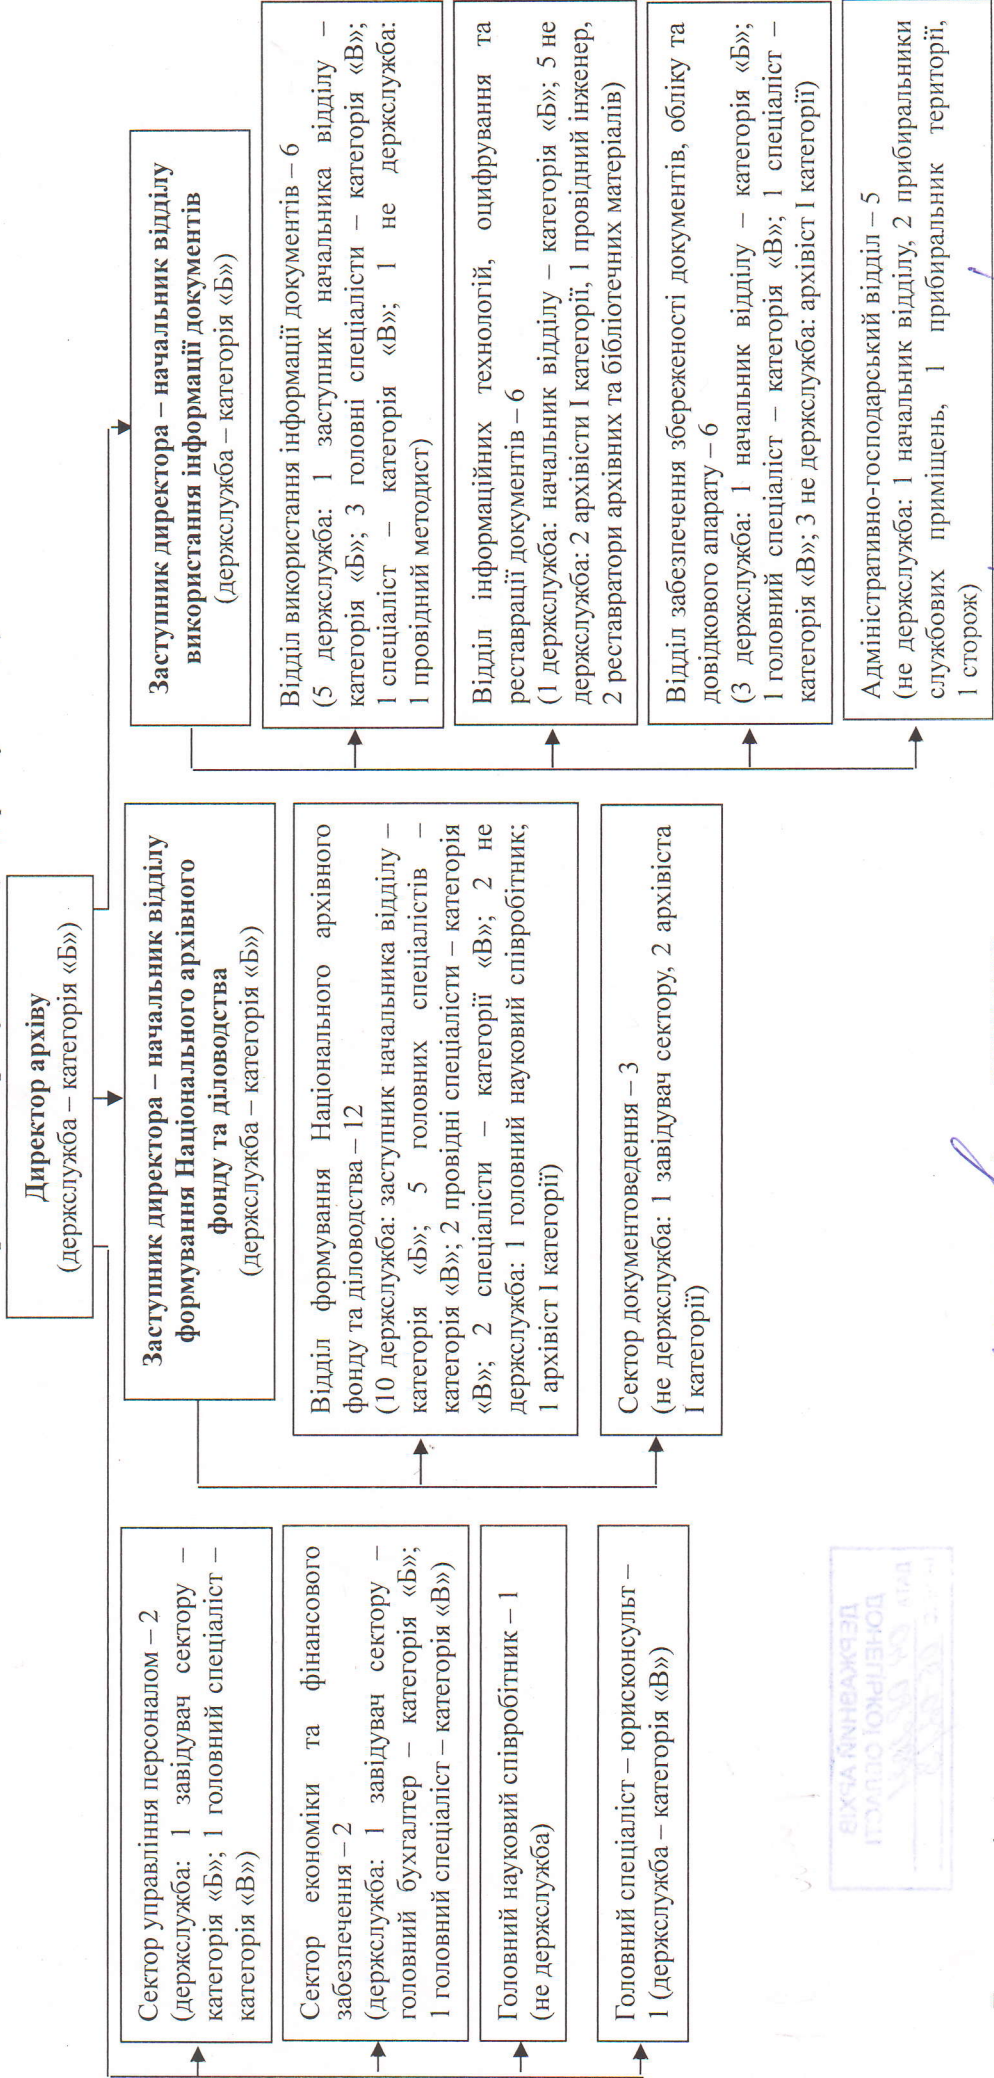 Директор архіву
(держслужба – категорія «Б»)
Сектор управління персоналом – 2
(держслужба: 1 завідувач сектору –
категорія «Б»; 1 головний спеціаліст –
категорія «В»)
Сектор економіки та фінансового
забезпечення – 2
(держслужба: 1 завідувач сектору –
головний бухгалтер – категорія «Б»;
1 головний спеціаліст – категорія «В»)
Головний науковий співробітник – 1
(не держслужба)
Головний спеціаліст – юрисконсульт –
1 (держслужба – категорія «В»)
Заступник директора – начальник відділу
формування Національного архівного
фонду та діловодства
(держслужба – категорія «Б»)
Відділ формування Національного архівного
фонду та діловодства – 12
(10 держслужба: заступник начальника відділу –
категорія «Б»; 5 головних спеціалістів –
категорія «В»; 2 провідні спеціалісти – категорія
«В»; 2 спеціалісти – категорії «В»; 2 не
держслужба: 1 головний науковий співробітник;
1 архівіст І категорії)
Сектор документоведення – 3
(не держслужба: 1 завідувач сектору, 2 архівіста
І категорії)
Заступник директора – начальник відділу
використання інформації документів
(держслужба – категорія «Б»)
Відділ використання інформації документів – 6
(5 держслужба: 1 заступник начальника відділу –
категорія «Б»; 3 головні спеціалісти – категорія «В»;
1 спеціаліст – категорія «В»; 1 не держслужба:
1 провідний методист)
Відділ інформаційних технологій, оцифрування та
реставрації документів – 6
(1 держслужба: начальник відділу – категорія «Б»; 5 не
держслужба: 2 архівісти І категорії, 1 провідний інженер,
2 реставратори архівних та бібліотечних матеріалів)
Відділ забезпечення збереженості документів, обліку та
довідкового апарату – 6
(3 держслужба: 1 начальник відділу – категорія «Б»;
1 головний спеціаліст – категорія «В»; 1 спеціаліст –
категорія «В»; 3 не держслужба: архівіст І категорії)
Адміністративно-господарський відділ – 5
(не держслужба: 1 начальник відділу, 2 прибиральники
службових приміщень, 1 прибиральник території,
1 сторож)
ДЕРЖАВНИЙ АРХІВ
ДОНЕЦЬКОЇ ОБЛАСТІ